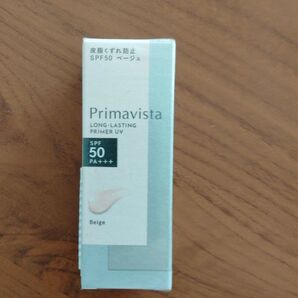 皮脂くずれ防止
SPF50 ベージュ
Primavista
LONG-LASTING
PRIMER UV
SPF
50
PA+++
Beige